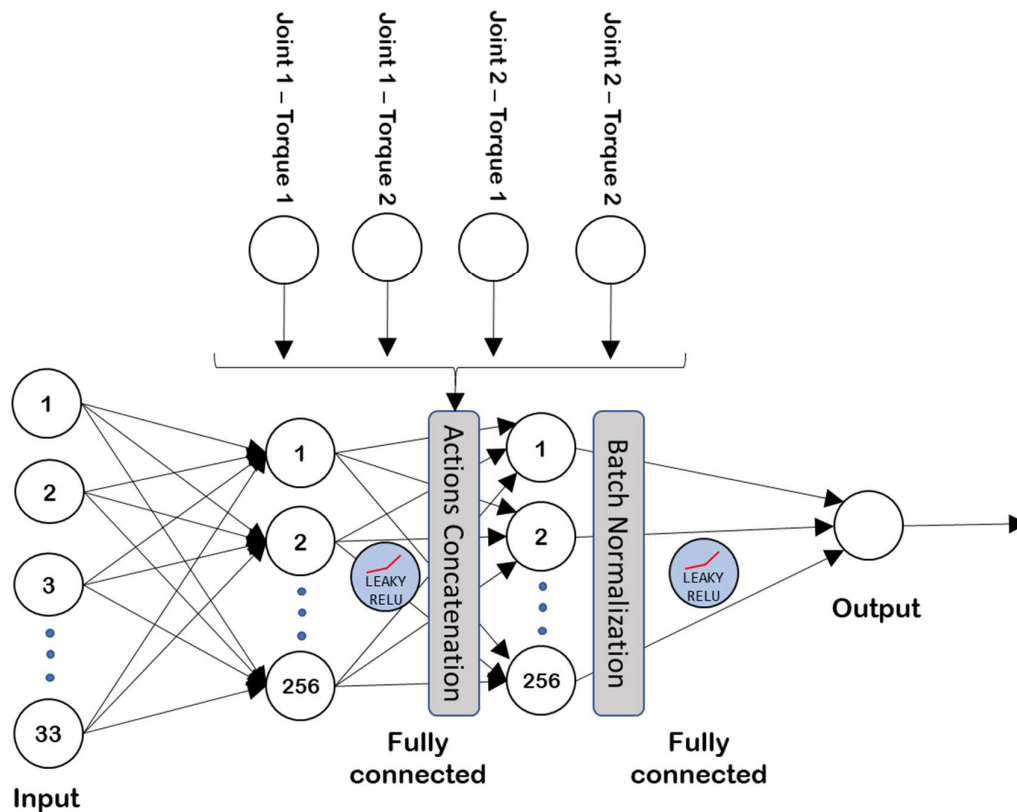 Joint 1 – Torque 1
Joint 1 – Torque 2
Joint 2 – Torque 1
Joint 2 – Torque 2
1
2
3
33
Input
1
2
256
LEAKY
RELU
Actions Concatenation
Fully
connected
1
2
256
Batch Normalization
LEAKY
RELU
Fully
connected
Output